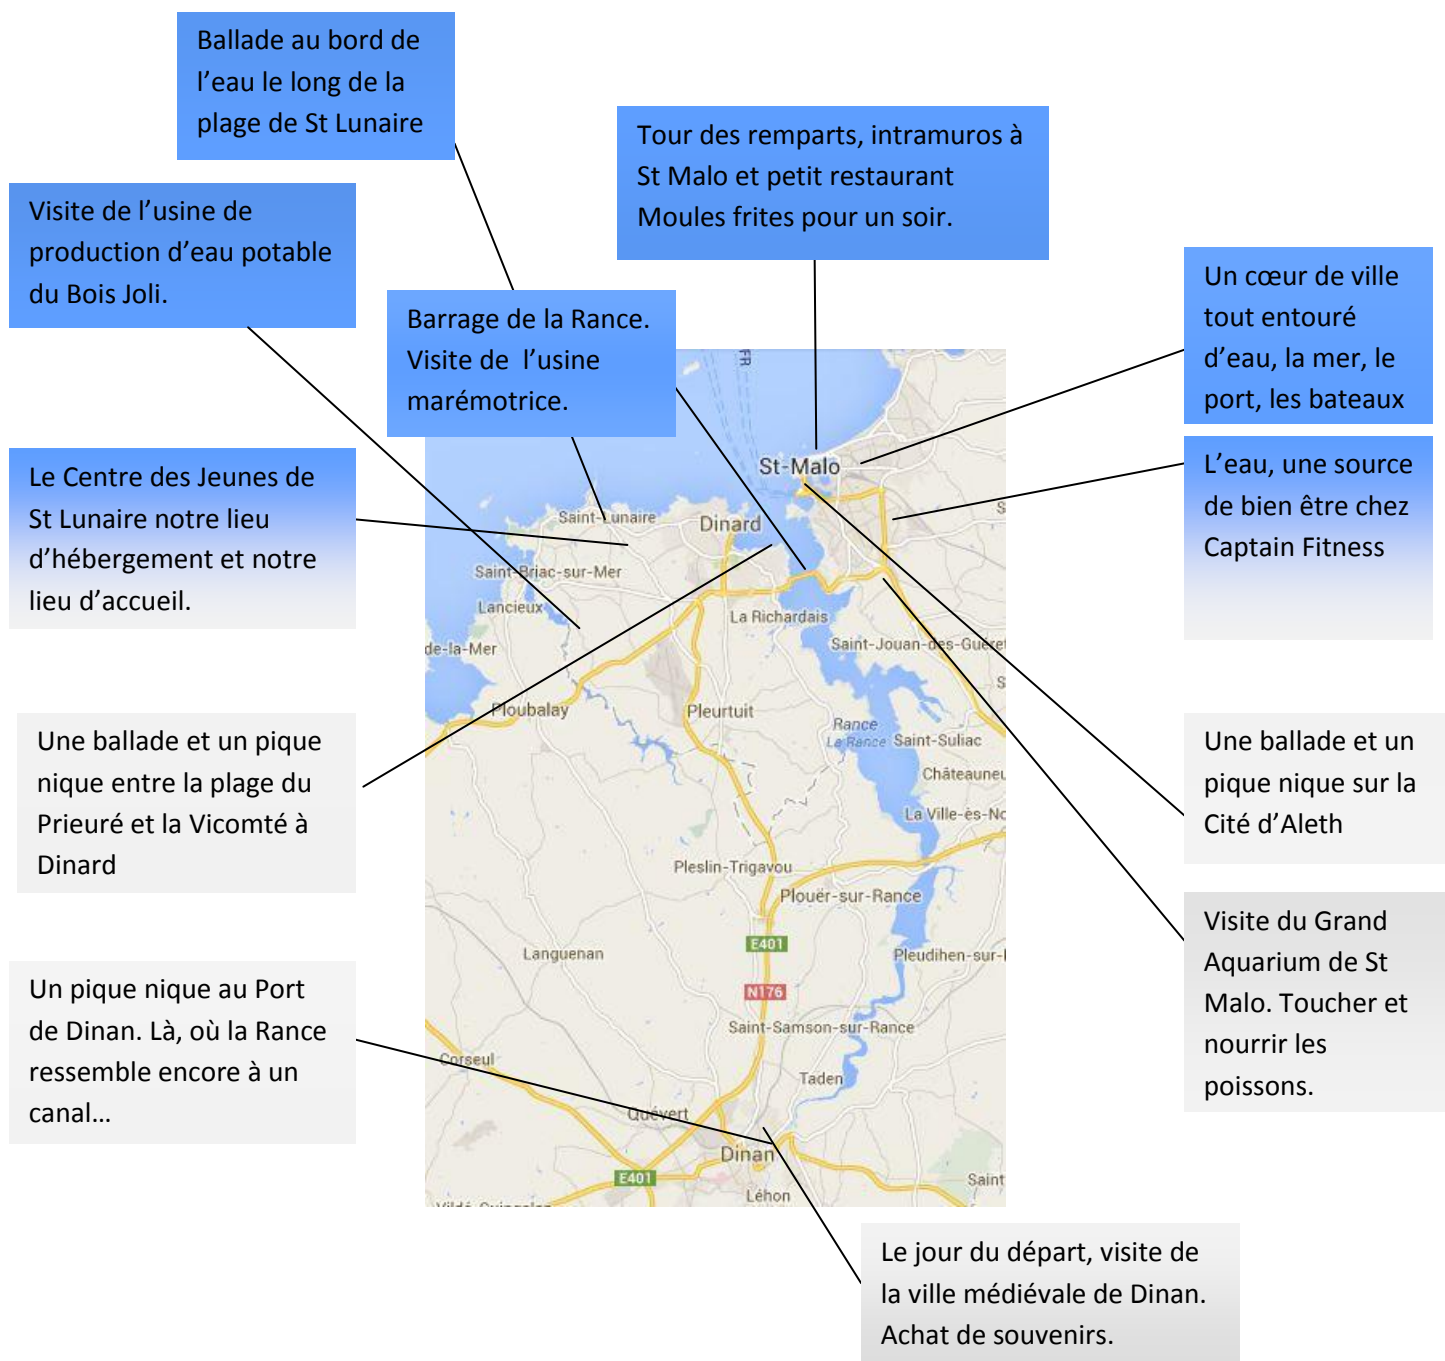 Ballade au bord de
l’eau le long de la
plage de St Lunaire
Tour des remparts, intramuros à
St Malo et petit restaurant
Moules frites pour un soir.
Visite de l’usine de
production d’eau potable
du Bois Joli.
Un cœur de ville
tout entouré
d’eau, la mer, le
port, les bateaux
Barrage de la Rance.
Visite de l’usine
marémotrice.
Le Centre des Jeunes de
St Lunaire notre lieu
d’hébergement et notre
lieu d’accueil.
L’eau, une source
de bien être chez
Captain Fitness
Une ballade et un pique
nique entre la plage du
Prieuré et la Vicomté à
Dinard
Une ballade et un
pique nique sur la
Cité d’Aleth
Visite du Grand
Aquarium de St
Malo. Toucher et
nourrir les
poissons.
Un pique nique au Port
de Dinan. Là, où la Rance
ressemble encore à un
canal…
Le jour du départ, visite de
la ville médiévale de Dinan.
Achat de souvenirs.
FR
St-Malo
Saint-Lunaire
Dinard
Saint-Briac-sur-Mer
Lancieux
La Richardais
de-la-Mer
Saint-Jouan-des-Guéret
Ploubalay
Pleurtuit
Rance
La Rance
Saint-Suliac
Châteauneu
La Ville-ès-No
Pleslin-Trigavou
Plouër-sur-Rance
E401
Languenan
Pleudihen-sur-
N176
Saint-Samson-sur-Rance
Corseul
Taden
Quévert
Dinan
E401
Léhon
Saint